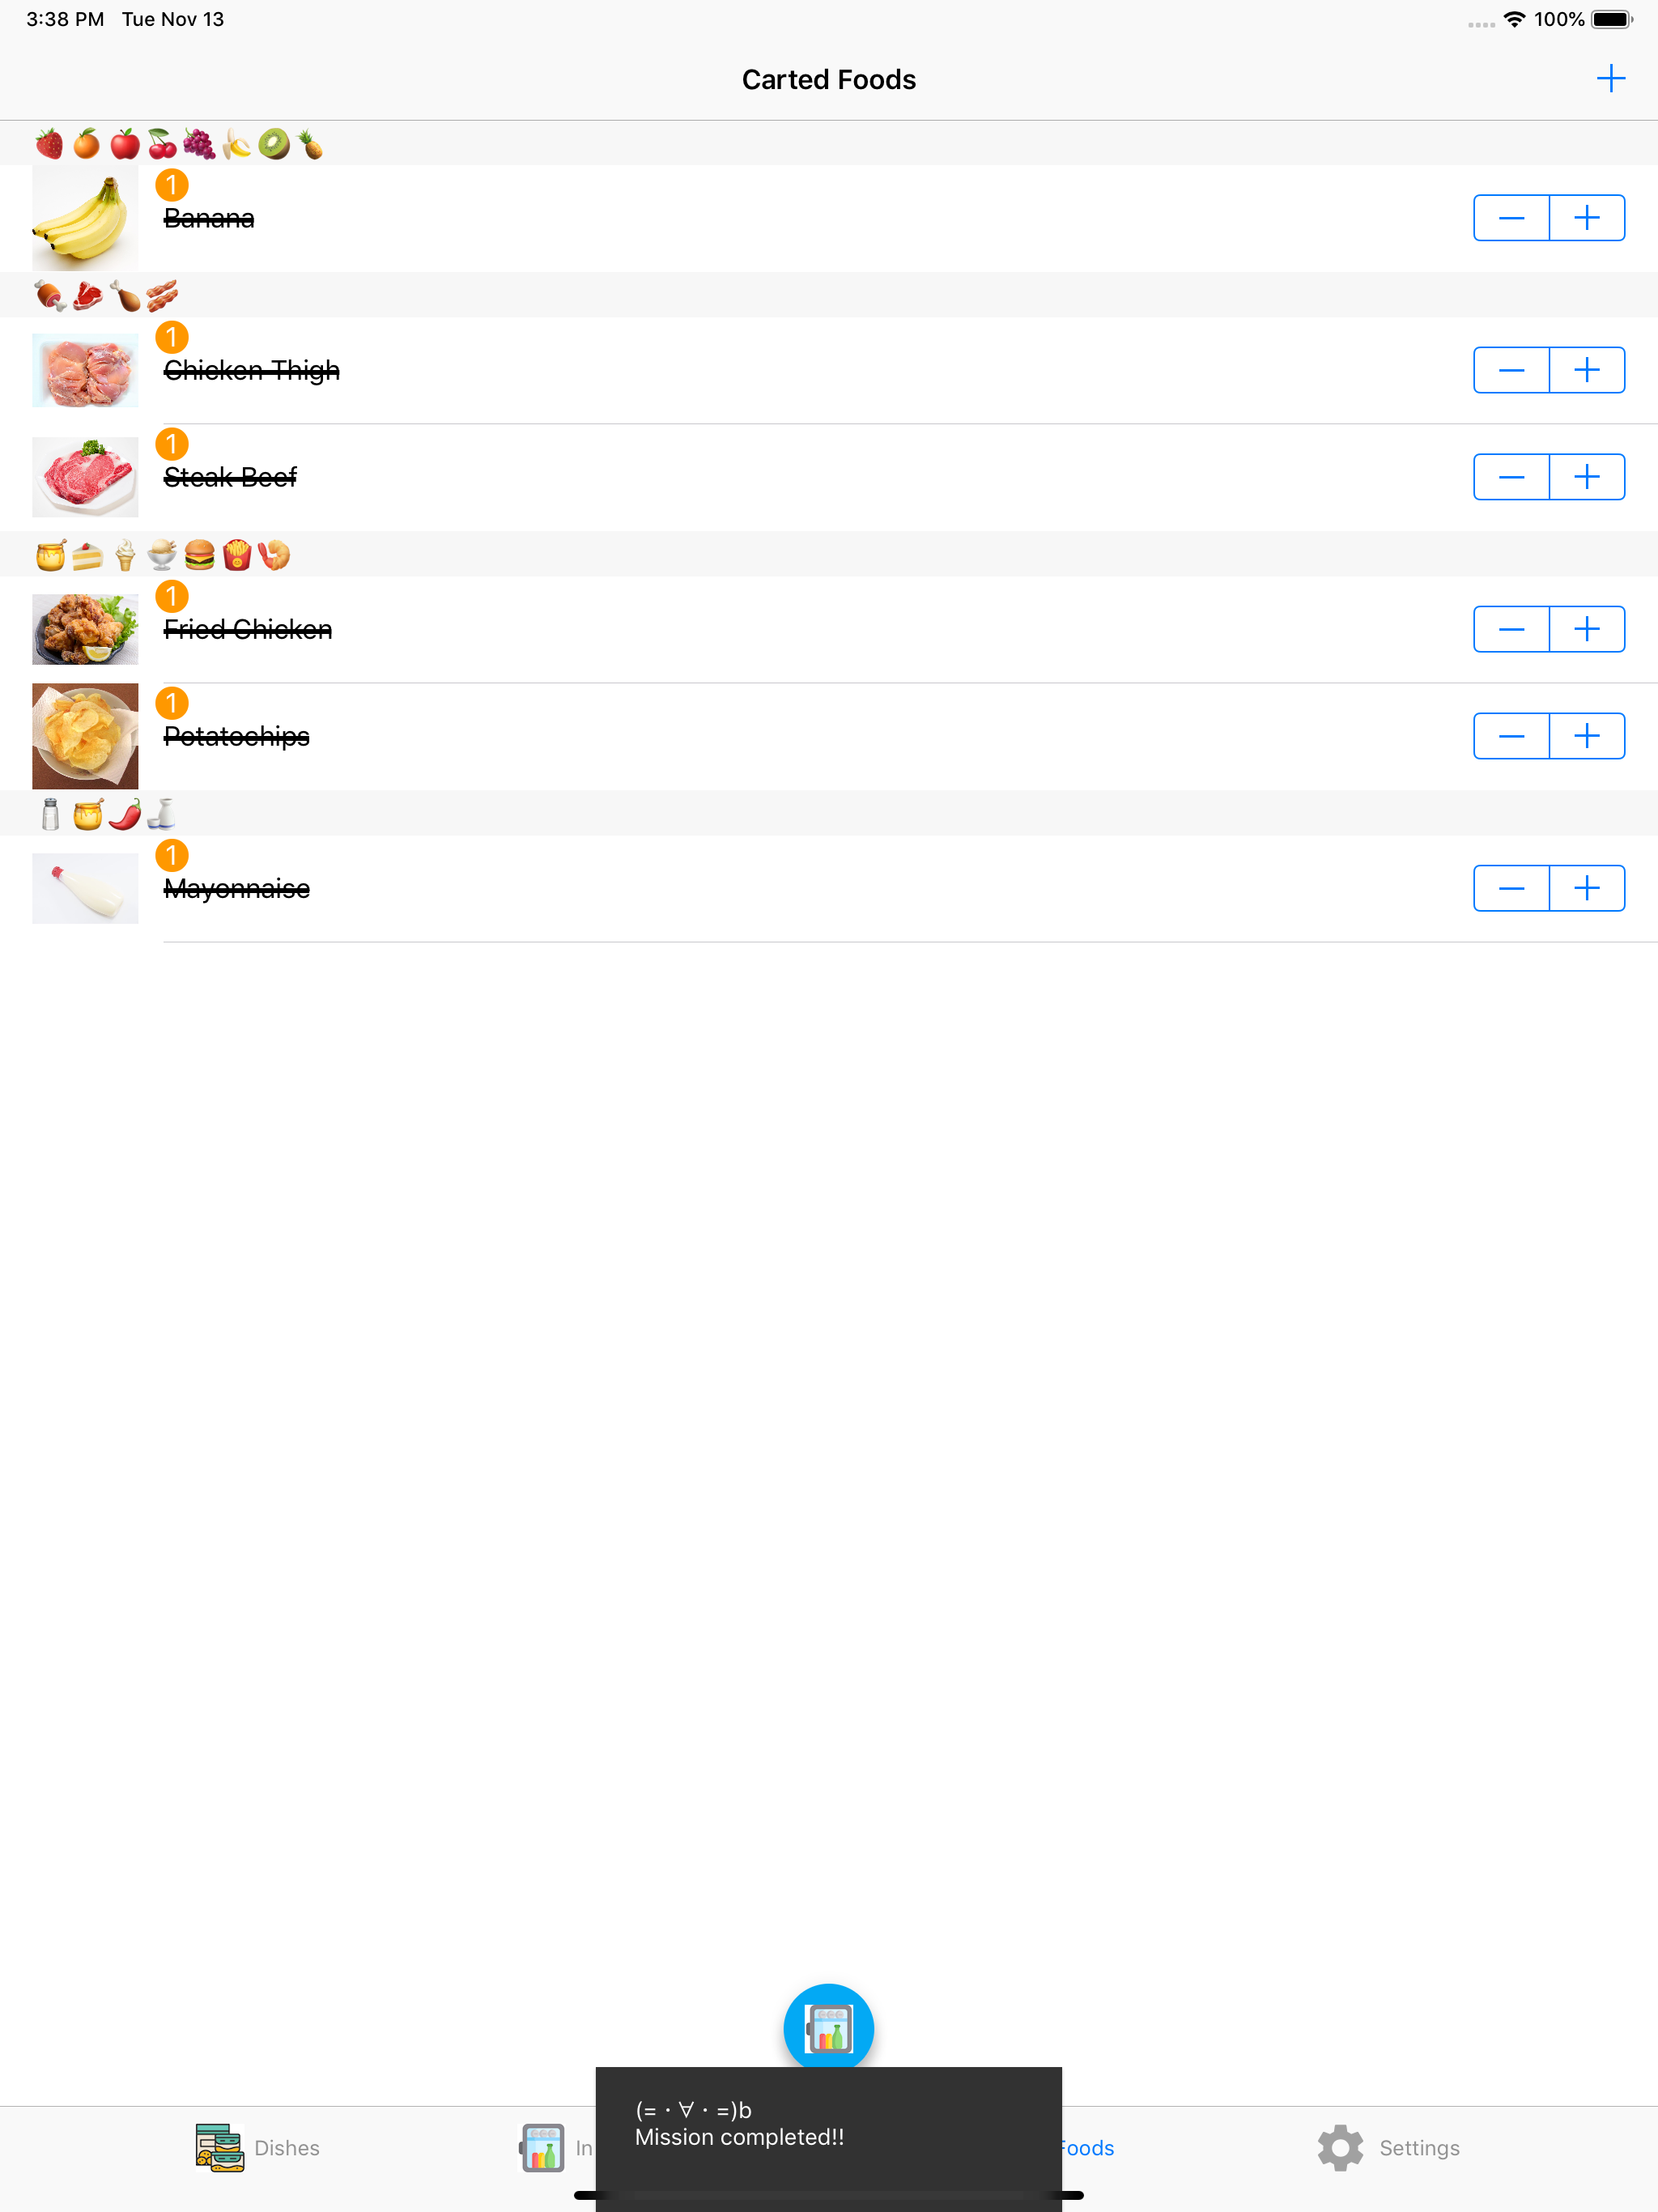 3:38 PM Tue Nov 13
100%
Carted Foods
1
Banana
1
Chicken Thigh
1
Steak Beef
1
Fried Chicken
1
Potatochips
1
Mayonnaise
(=・∀・=)b
Mission completed!!
Dishes
In
Foods
Settings